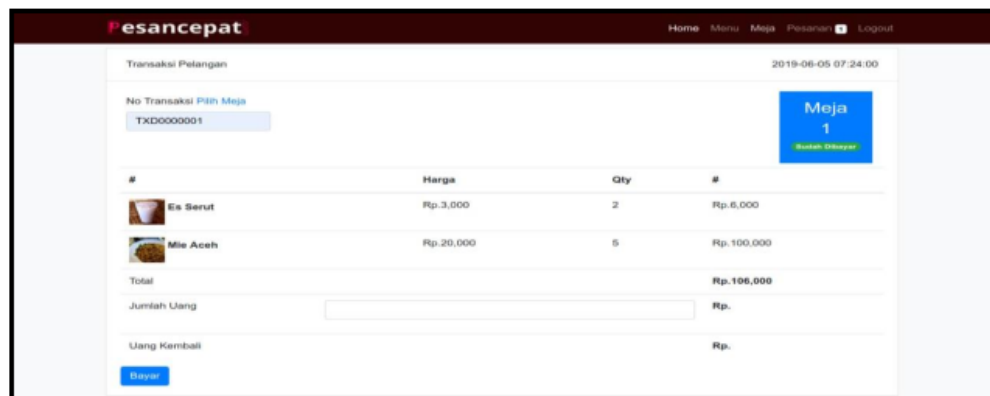 Pesancepat
Home Menu Meja Pesanan 1 Logout
Transaksi Pelangan 2019-06-05 07:24:00
No Transaksi Pilih Meja
TXD0000001
Meja
1
Sudah Dibayar
# Harga Qty #
Es Serut Rp.3,000 2 Rp.6,000
Mie Aceh Rp.20,000 5 Rp.100,000
Total Rp.106,000
Jumlah Uang Rp.
Uang Kembali Rp.
Bayar